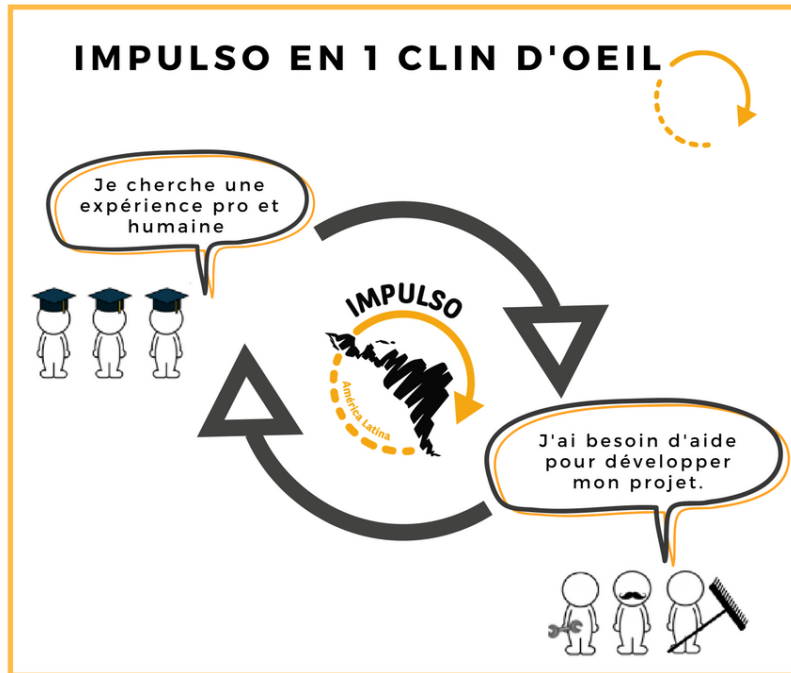 IMPULSO EN 1 CLIN D'OEIL
Je cherche une
expérience pro et
humaine
IMPULSO
América Latina
J'ai besoin d'aide
pour développer
mon projet.